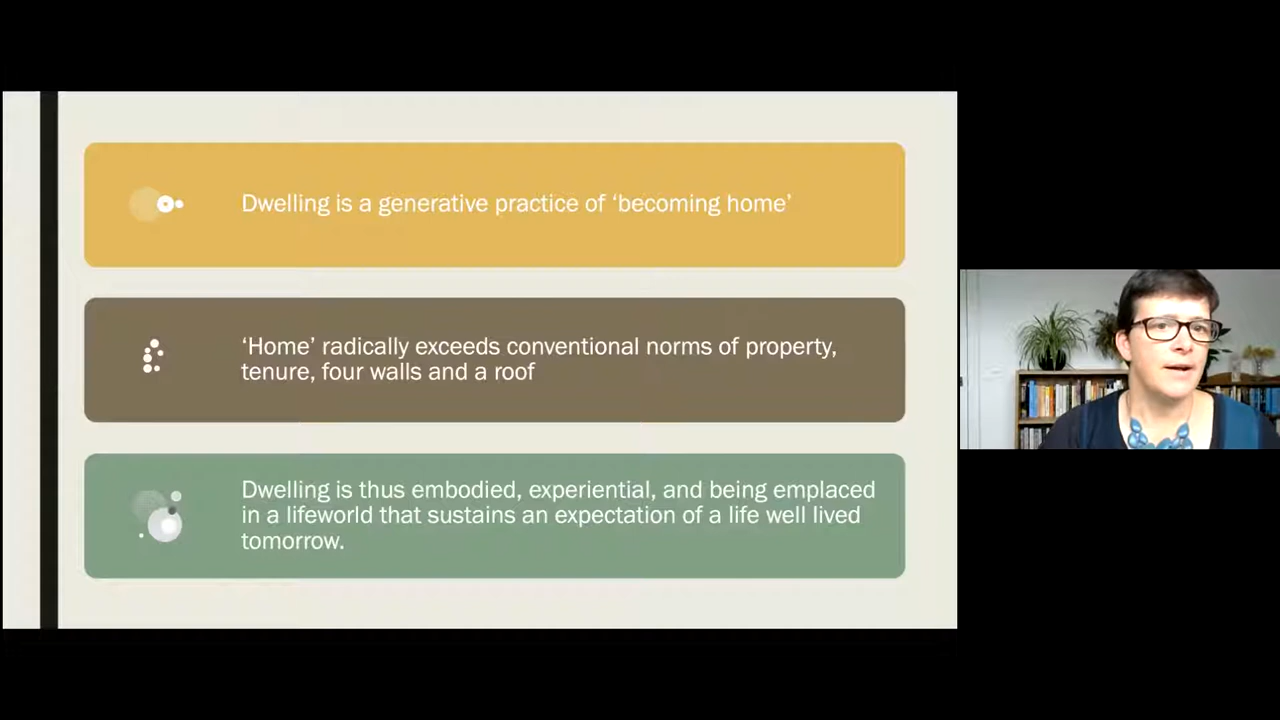 Dwelling is a generative practice of ‘becoming home’
‘Home’ radically exceeds conventional norms of property,
tenure, four walls and a roof
Dwelling is thus embodied, experiential, and being emplaced
in a lifeworld that sustains an expectation of a life well lived
tomorrow.